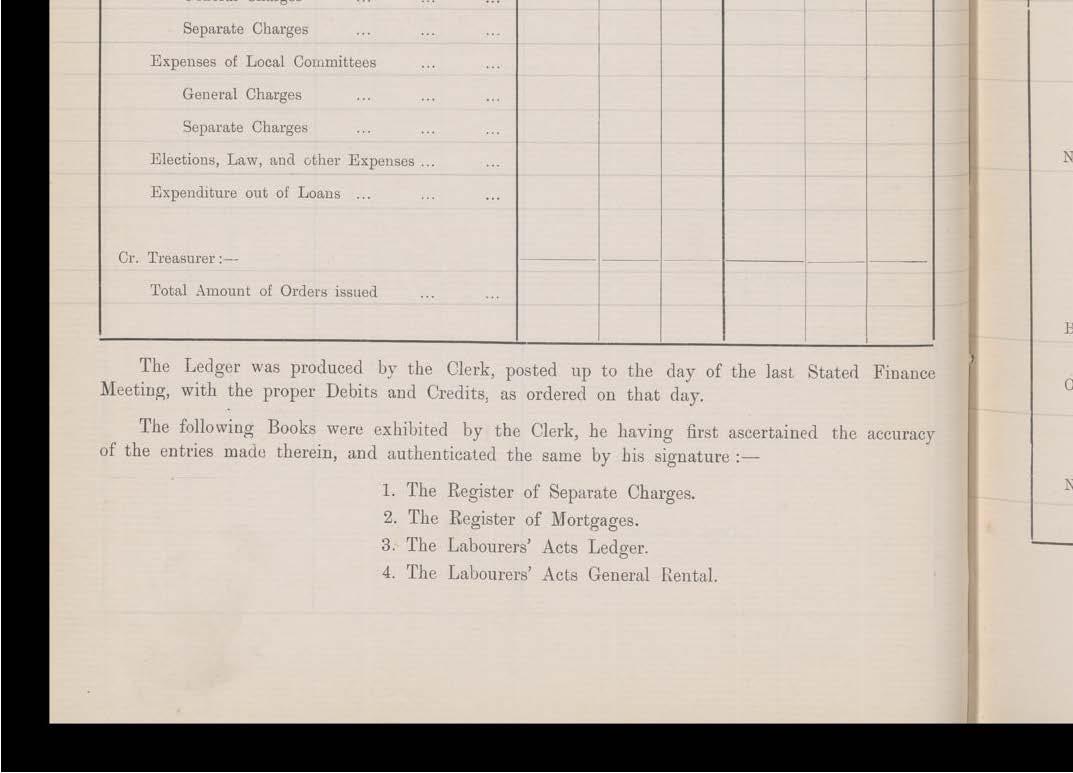 Separate Charges ... ... ...
Expenses of Local Committees ... ...
General Charges ... ... ...
Separate Charges ... ... ...
Elections, Law, and other Expenses ... ...
Expenditure out of Loans ... ... ...
Cr. Treasurer:—
Total Amount of Orders issued ... ...
The Ledger was produced by the Clerk, posted up to the day of the last Stated Finance
Meeting, with the proper Debits and Credits, as ordered on that day.
The following Books were exhibited by the Clerk, he having first ascertained the accuracy
of the entries made therein, and authenticated the same by his signature :—
1. The Register of Separate Charges.
2. The Register of Mortgages.
3. The Labourers' Acts Ledger.
4. The Labourers' Acts General Rental.